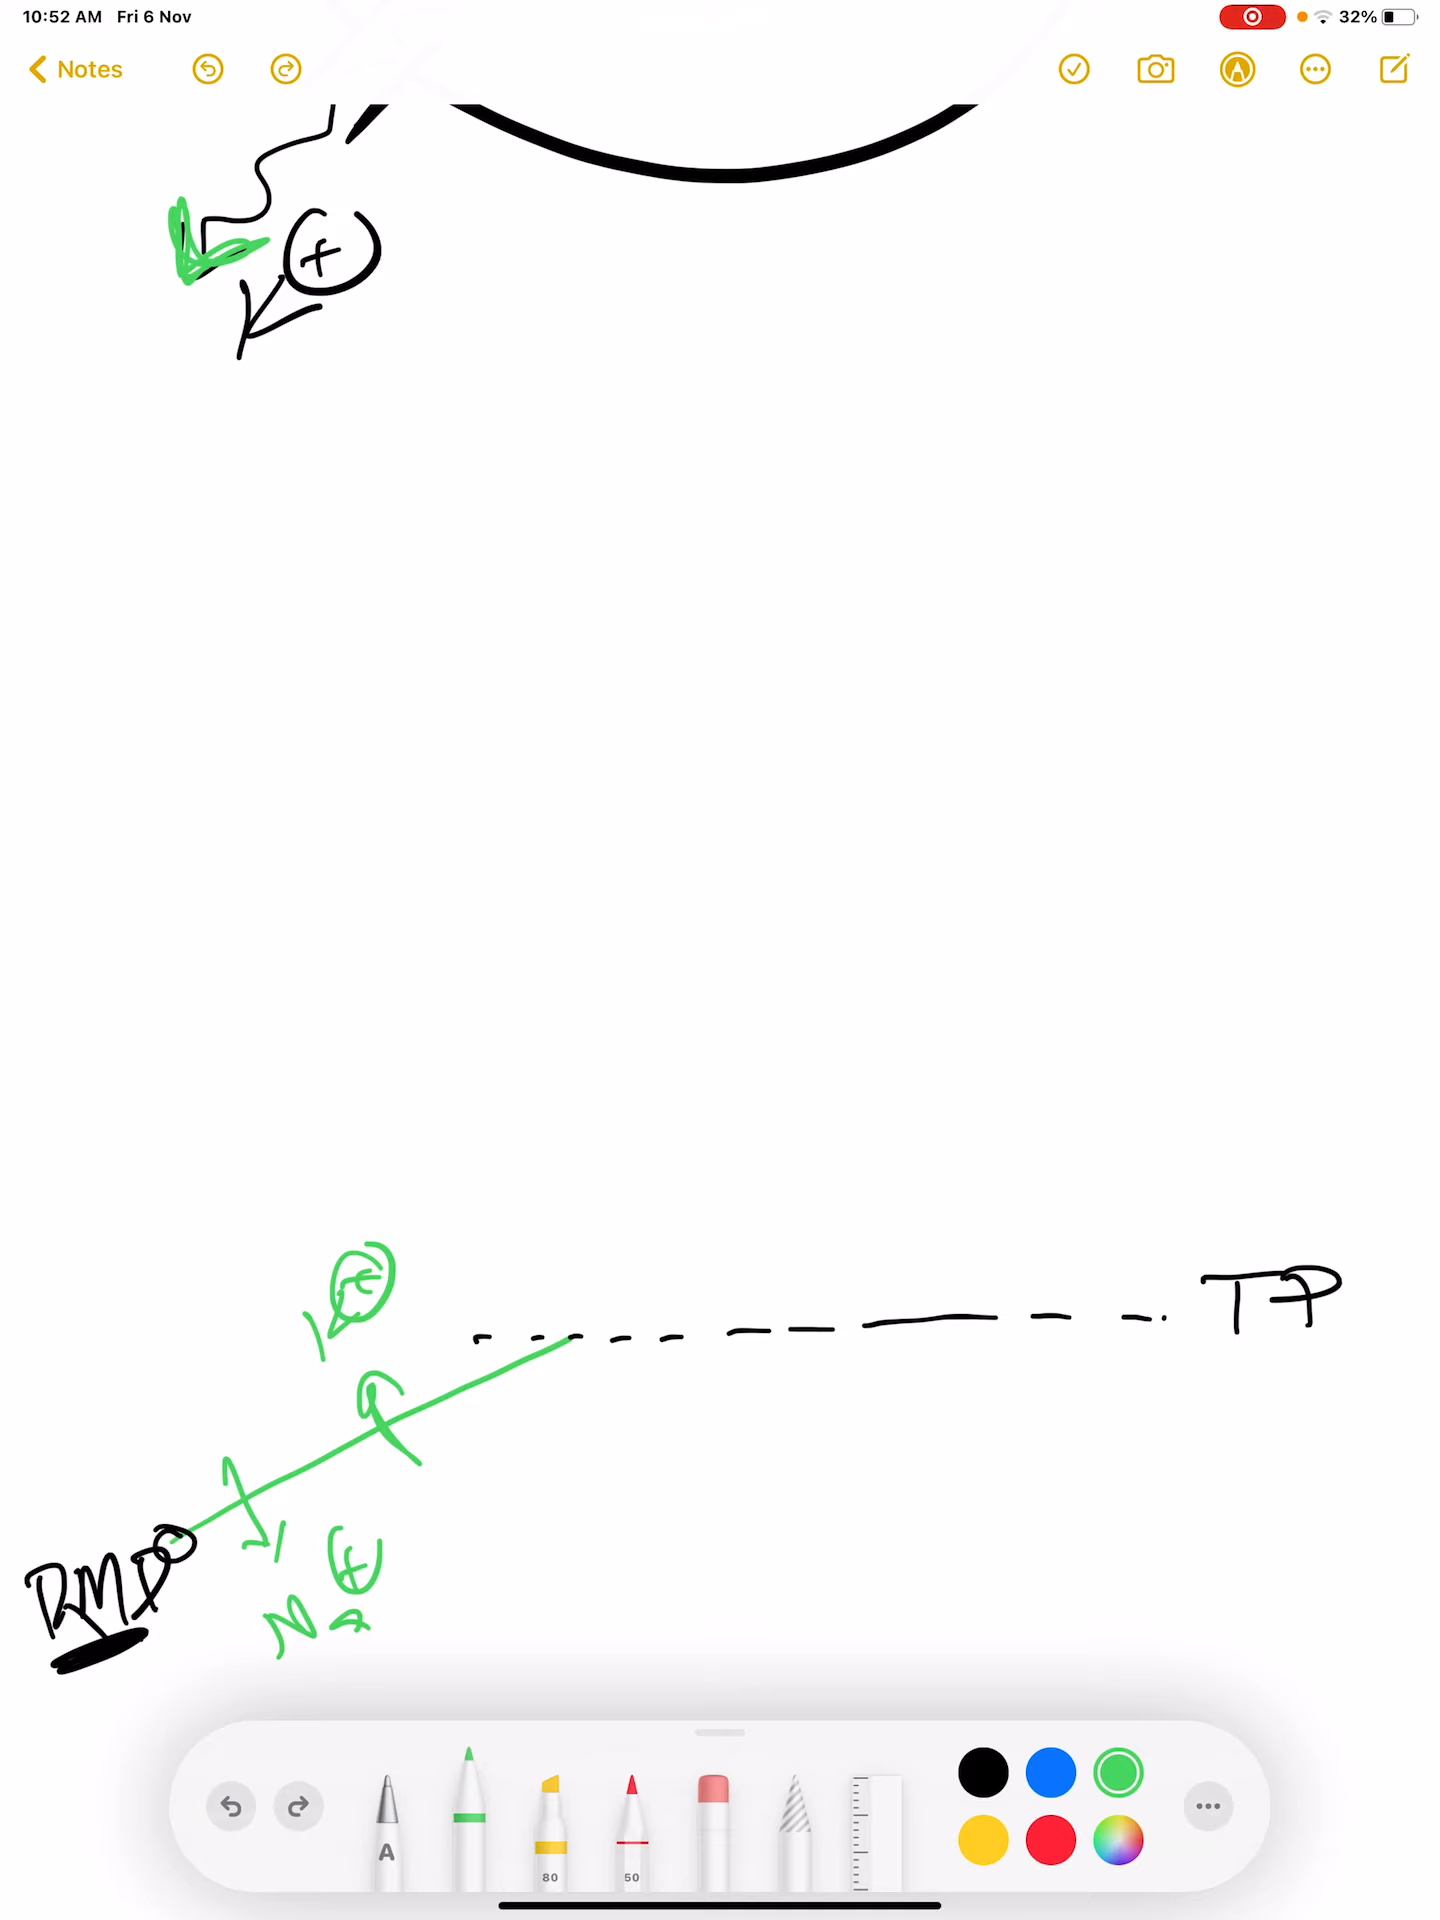 10:52 AM Fri 6 Nov
32%
Notes
K +
K +
TP
RMP
Na +
A
80
50